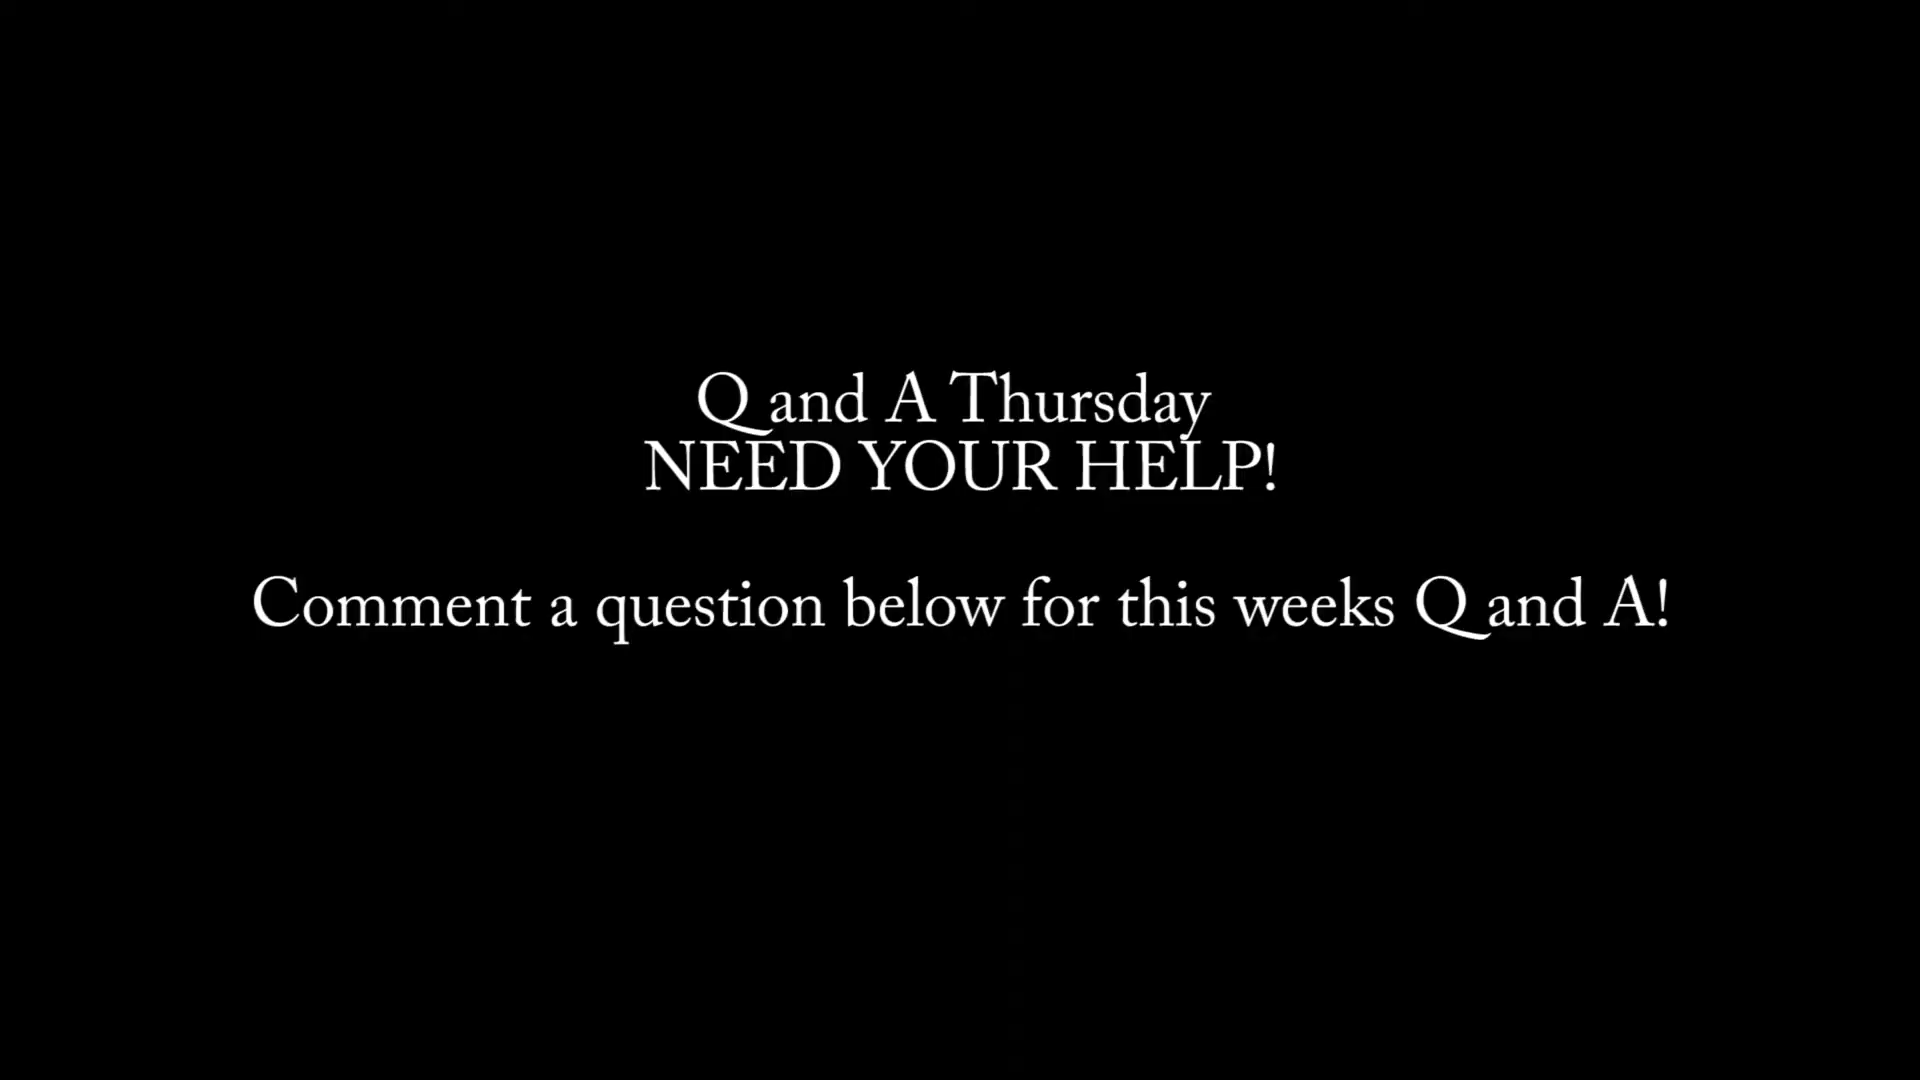 Q and A Thursday
NEED YOUR HELP!
Comment a question below for this weeks Q and A!